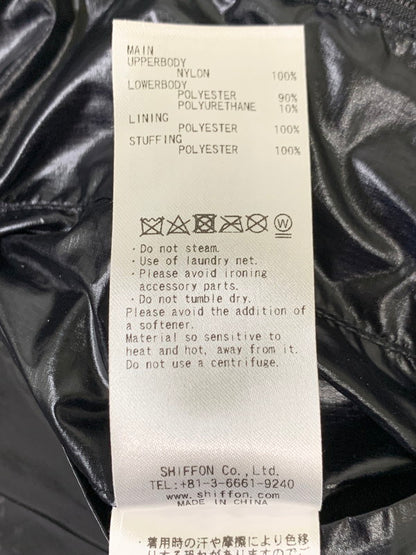 MAIN
UPPERBODY
NYLON 100%
LOWERBODY
POLYESTER 90%
POLYURETHANE 10%
LINING
POLYESTER 100%
STUFFING
POLYESTER 100%
W
・Do not steam.
・Use of laundry net.
・Please avoid ironing
accessory parts.
・Do not tumble dry.
Please avoid the addition of
a softener.
Material so sensitive to
heat and hot, away from it.
Do not use a centrifuge.
SHIFFON Co., Ltd.
TEL:+81-3-6661-9240
www.shiffon.com
MADE IN CHINA
・着用時の汗や摩擦により色移